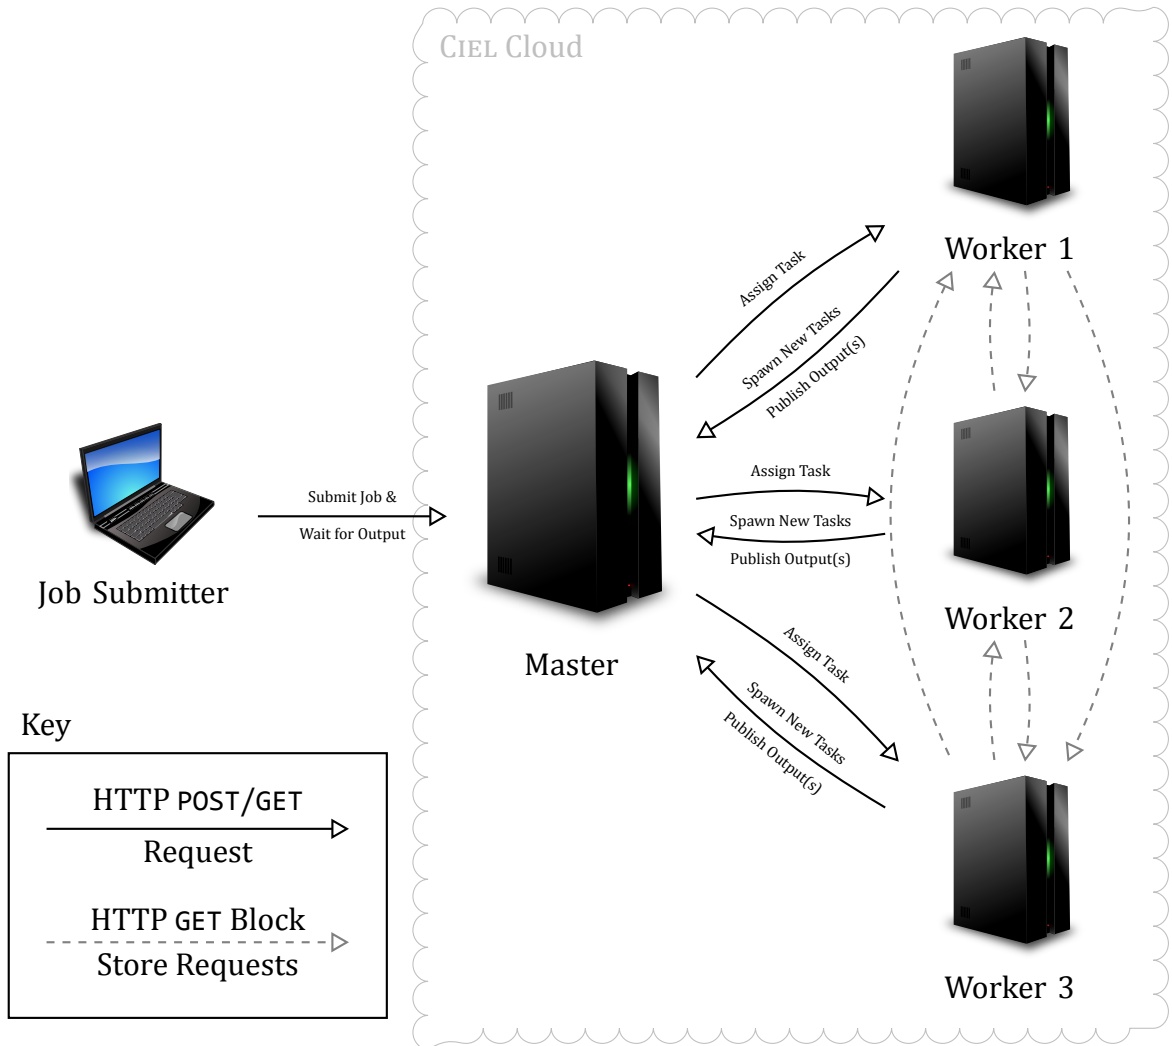 CIEL Cloud
Worker 1
Assign Task
Spawn New Tasks
Publish Output(s)
Assign Task
Spawn New Tasks
Publish Output(s)
Submit Job &
Wait for Output
Job Submitter
Worker 2
Master
Assign Task
Spawn New Tasks
Publish Output(s)
Worker 3
Key
HTTP POST/GET
Request
HTTP GET Block
Store Requests